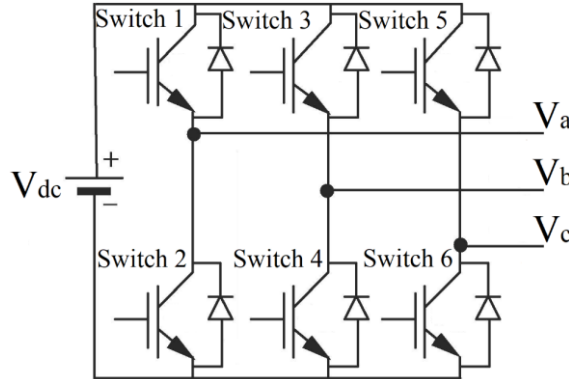 Switch 1 Switch 3 Switch 5
Va
+
Vdc
Vb
−
Vc
Switch 2 Switch 4 Switch 6